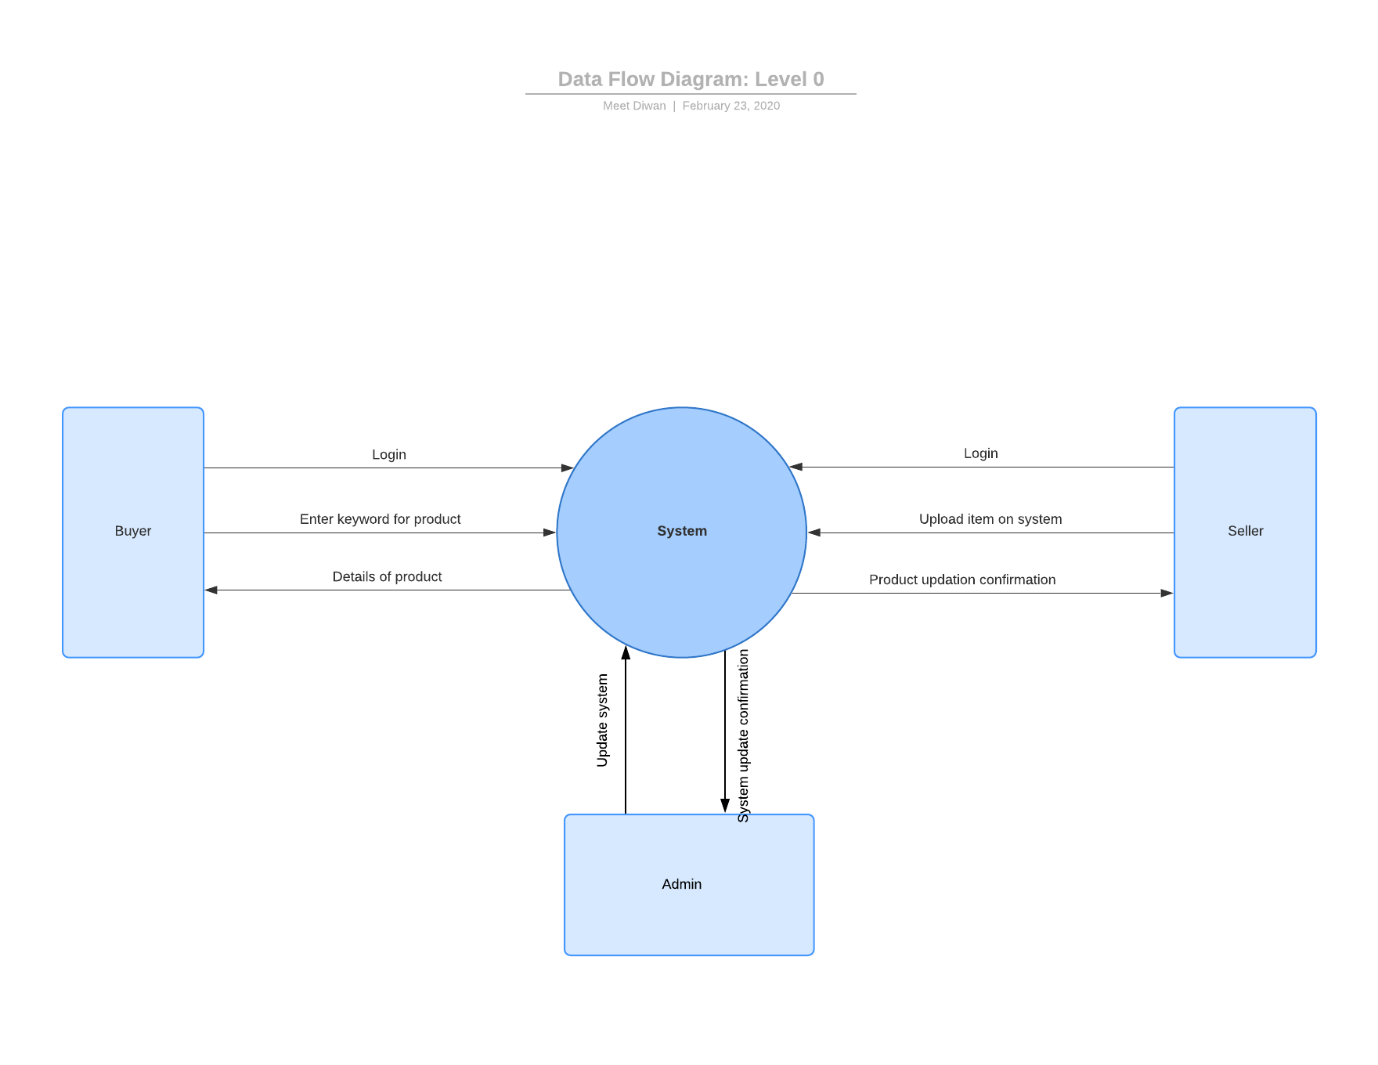 Data Flow Diagram: Level 0
Meet Diwan | February 23, 2020
Login
Login
Enter keyword for product
Upload item on system
Buyer
System
Seller
Details of product
Product updation confirmation
Update system
System update confirmation
Admin